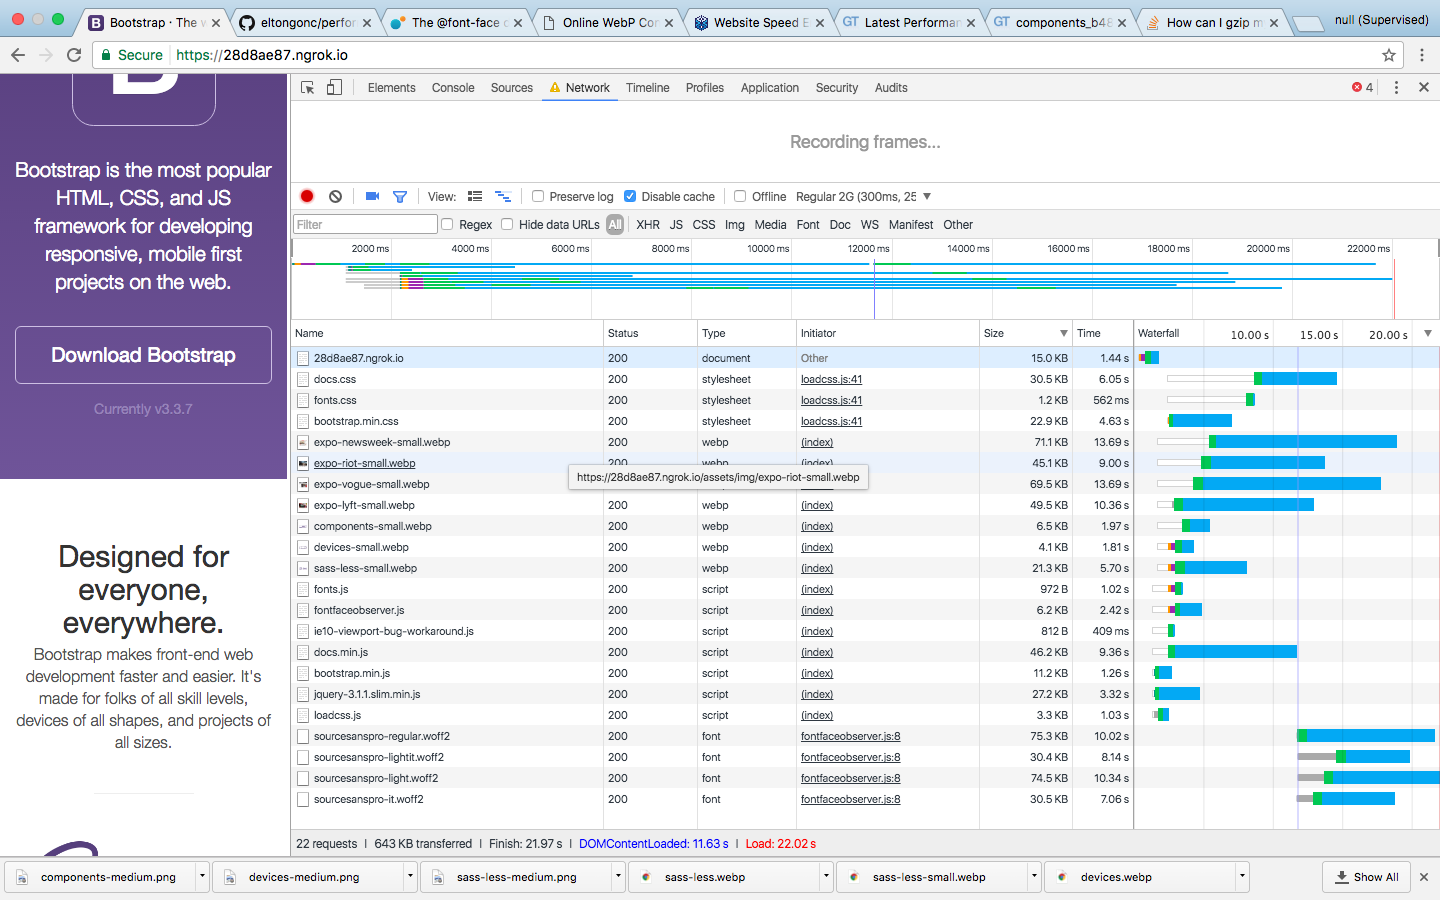 Bootstrap · The w
eltongonc/perfor
The @font-face d
Online WebP Con
Website Speed E
GT Latest Performan
GT components_b48
How can I gzip m
null (Supervised)
Secure https://28d8ae87.ngrok.io
Elements Console Sources Network Timeline Profiles Application Security Audits 4
Recording frames...
View: Preserve log Disable cache Offline Regular 2G (300ms, 25
Filter Regex Hide data URLs All XHR JS CSS Img Media Font Doc WS Manifest Other
2000 ms 4000 ms 6000 ms 8000 ms 10000 ms 12000 ms 14000 ms 16000 ms 18000 ms 20000 ms 22000 ms
Name Status Type Initiator Size Time Waterfall 10.00 s 15.00 s 20.00 s
28d8ae87.ngrok.io 200 document Other 15.0 KB 1.44 s
docs.css 200 stylesheet loadcss.js:41 30.5 KB 6.05 s
fonts.css 200 stylesheet loadcss.js:41 1.2 KB 562 ms
bootstrap.min.css 200 stylesheet loadcss.js:41 22.9 KB 4.63 s
expo-newsweek-small.webp 200 webp (index) 71.1 KB 13.69 s
expo-riot-small.webp 200 webp (index) 45.1 KB 9.00 s
https://28d8ae87.ngrok.io/assets/img/expo-riot-small.webp
expo-vogue-small.webp 69.5 KB 13.69 s
expo-lyft-small.webp 200 webp (index) 49.5 KB 10.36 s
components-small.webp 200 webp (index) 6.5 KB 1.97 s
devices-small.webp 200 webp (index) 4.1 KB 1.81 s
sass-less-small.webp 200 webp (index) 21.3 KB 5.70 s
fonts.js 200 script (index) 972 B 1.02 s
fontfaceobserver.js 200 script (index) 6.2 KB 2.42 s
ie10-viewport-bug-workaround.js 200 script (index) 812 B 409 ms
docs.min.js 200 script (index) 46.2 KB 9.36 s
bootstrap.min.js 200 script (index) 11.2 KB 1.26 s
jquery-3.1.1.slim.min.js 200 script (index) 27.2 KB 3.32 s
loadcss.js 200 script (index) 3.3 KB 1.03 s
sourcesanspro-regular.woff2 200 font fontfaceobserver.js:8 75.3 KB 10.02 s
sourcesanspro-lightit.woff2 200 font fontfaceobserver.js:8 30.4 KB 8.14 s
sourcesanspro-light.woff2 200 font fontfaceobserver.js:8 74.5 KB 10.34 s
sourcesanspro-it.woff2 200 font fontfaceobserver.js:8 30.5 KB 7.06 s
22 requests | 643 KB transferred | Finish: 21.97 s | DOMContentLoaded: 11.63 s | Load: 22.02 s
B
Bootstrap is the most popular
HTML, CSS, and JS
framework for developing
responsive, mobile first
projects on the web.
Download Bootstrap
Currently v3.3.7
Designed for
everyone,
everywhere.
Bootstrap makes front-end web
development faster and easier. It's
made for folks of all skill levels,
devices of all shapes, and projects of
all sizes.
components-medium.png
devices-medium.png
sass-less-medium.png
sass-less.webp
sass-less-small.webp
devices.webp
Show All